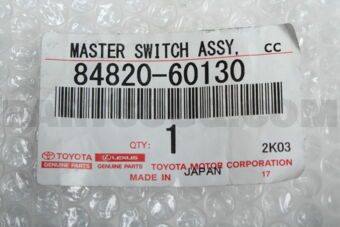 MASTER SWITCH ASSY, CC
84820-60130
QTY: 1 2K03
TOYOTA LEXUS
GENUINE PARTS GENUINE PARTS TOYOTA MOTOR CORPORATION
MADE IN JAPAN 17